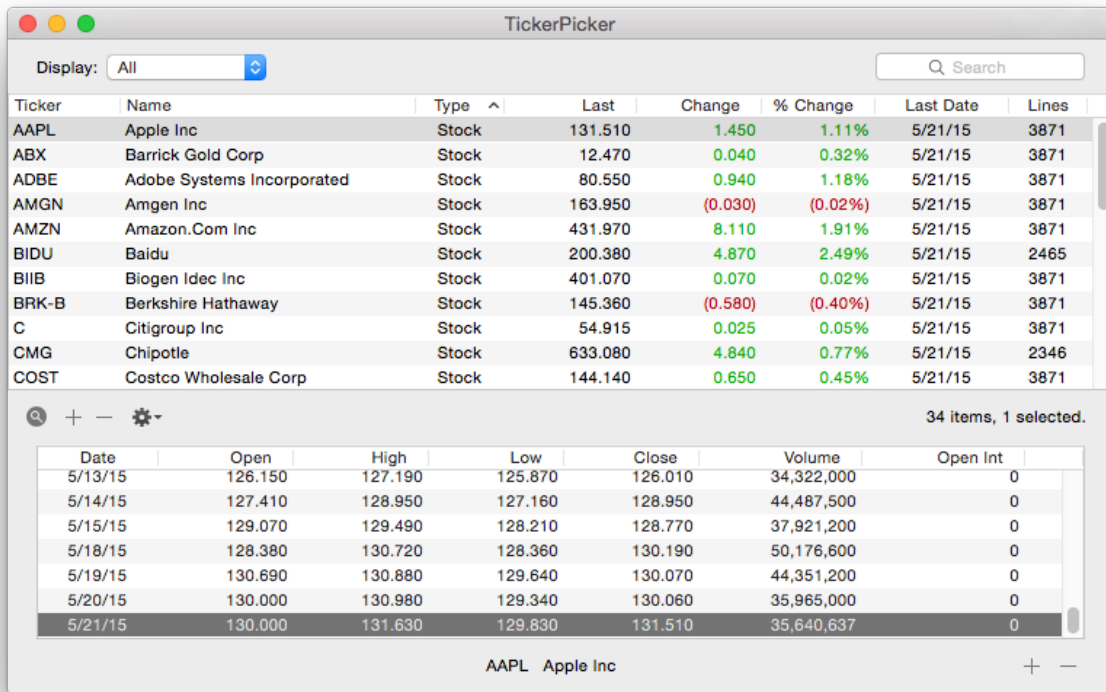 TickerPicker
Display: All Search
Ticker Name Type Last Change % Change Last Date Lines
AAPL Apple Inc Stock 131.510 1.450 1.11% 5/21/15 3871
ABX Barrick Gold Corp Stock 12.470 0.040 0.32% 5/21/15 3871
ADBE Adobe Systems Incorporated Stock 80.550 0.940 1.18% 5/21/15 3871
AMGN Amgen Inc Stock 163.950 (0.030) (0.02%) 5/21/15 3871
AMZN Amazon.Com Inc Stock 431.970 8.110 1.91% 5/21/15 3871
BIDU Baidu Stock 200.380 4.870 2.49% 5/21/15 2465
BIIB Biogen Idec Inc Stock 401.070 0.070 0.02% 5/21/15 3871
BRK-B Berkshire Hathaway Stock 145.360 (0.580) (0.40%) 5/21/15 3871
C Citigroup Inc Stock 54.915 0.025 0.05% 5/21/15 3871
CMG Chipotle Stock 633.080 4.840 0.77% 5/21/15 2346
COST Costco Wholesale Corp Stock 144.140 0.650 0.45% 5/21/15 3871
34 items, 1 selected.
Date Open High Low Close Volume Open Int
5/13/15 126.150 127.190 125.870 126.010 34,322,000 0
5/14/15 127.410 128.950 127.160 128.950 44,487,500 0
5/15/15 129.070 129.490 128.210 128.770 37,921,200 0
5/18/15 128.380 130.720 128.360 130.190 50,176,600 0
5/19/15 130.690 130.880 129.640 130.070 44,351,200 0
5/20/15 130.000 130.980 129.340 130.060 35,965,000 0
5/21/15 130.000 131.630 129.830 131.510 35,640,637 0
AAPL Apple Inc